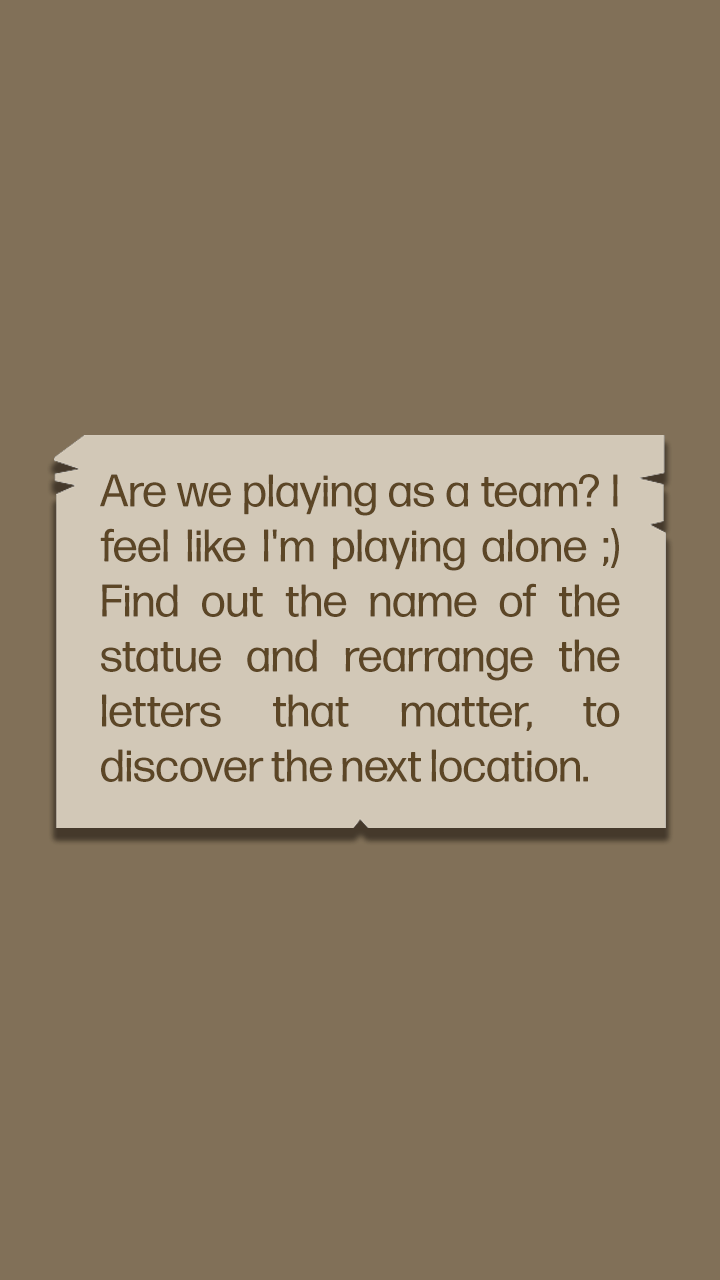 Are we playing as a team? I
feel like I'm playing alone ;)
Find out the name of the
statue and rearrange the
letters that matter, to
discover the next location.